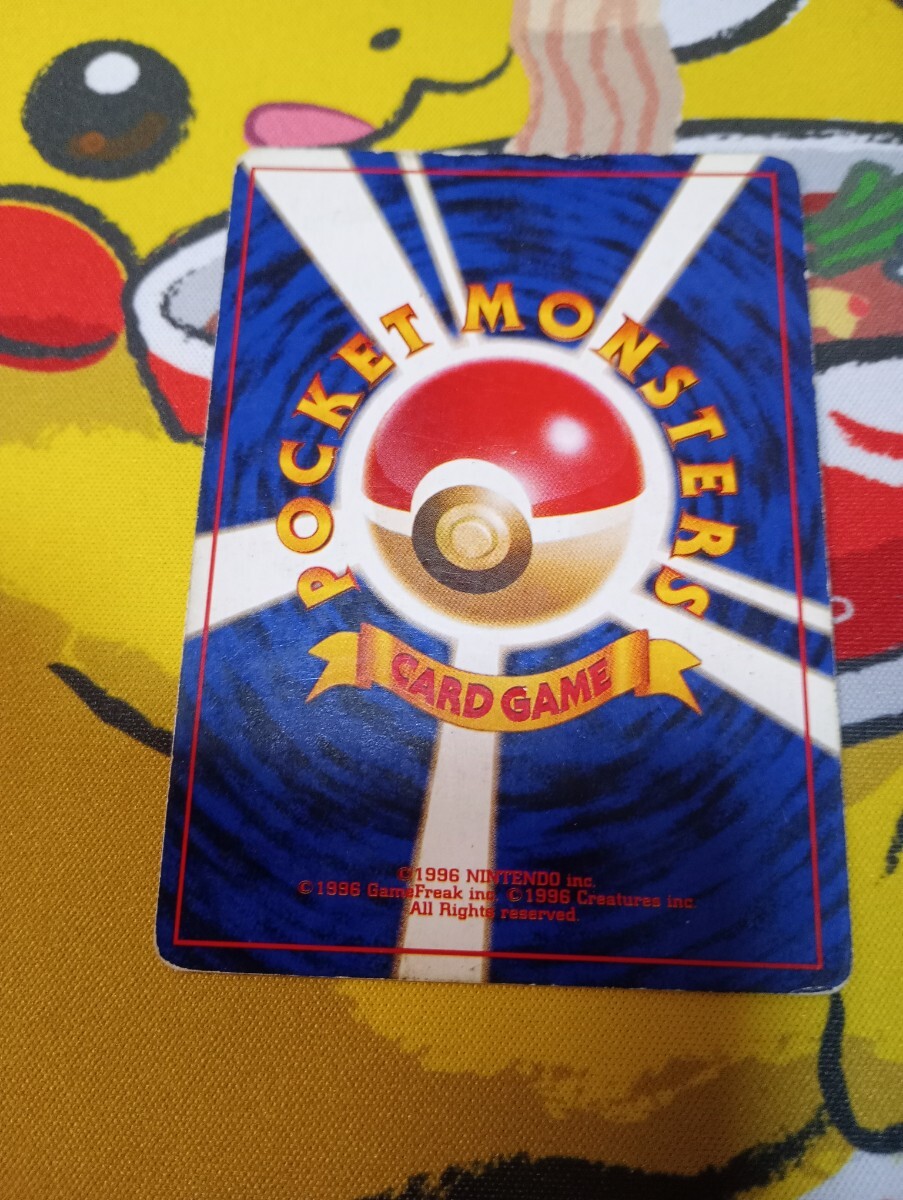 POCKET MONSTERS
CARD GAME
©1996 NINTENDO inc.
©1996 GameFreak inc. ©1996 Creatures inc.
All Rights reserved.